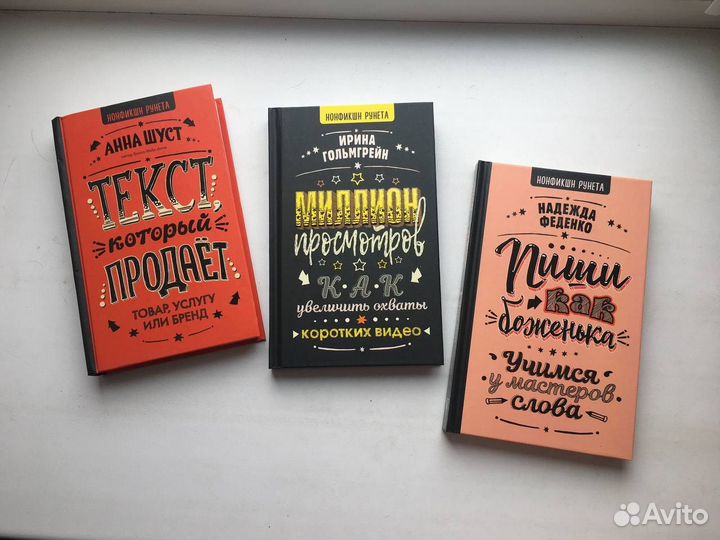 НОНФИКШН РУНЕТА
АННА ШУСТ
ТЕКСТ,
который
ПРОДАЁТ
ТОВАР, УСЛУГУ
ИЛИ БРЕНД
НОНФИКШН РУНЕТА
ИРИНА
ГОЛЬМГРЕЙН
МИЛЛИОН
просмотров
К•А•К
увеличить охваты
КОРОТКИХ ВИДЕО
НОНФИКШН РУНЕТА
НАДЕЖДА
ФЕДЕНКО
Пиши
как
боженька
Учимся
у мастеров
слова
Avito